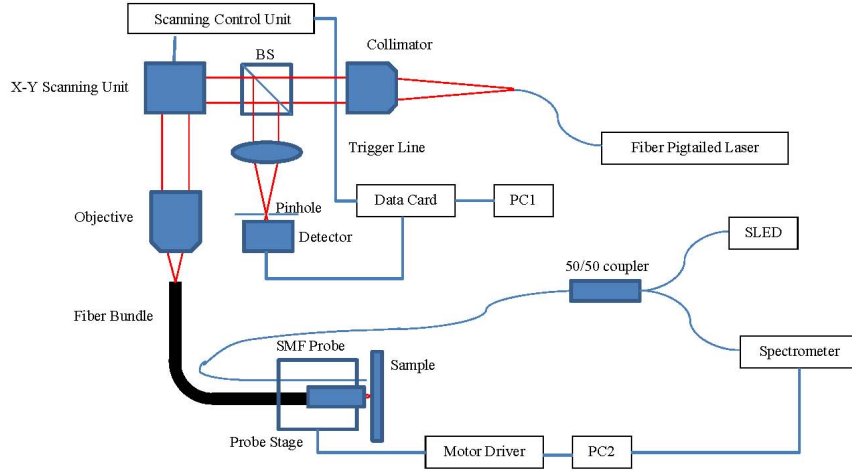 Scanning Control Unit
BS
Collimator
X-Y Scanning Unit
Trigger Line
Fiber Pigtailed Laser
Pinhole
Data Card
PC1
Objective
Detector
SLED
50/50 coupler
Fiber Bundle
SMF Probe
Sample
Spectrometer
Probe Stage
Motor Driver
PC2